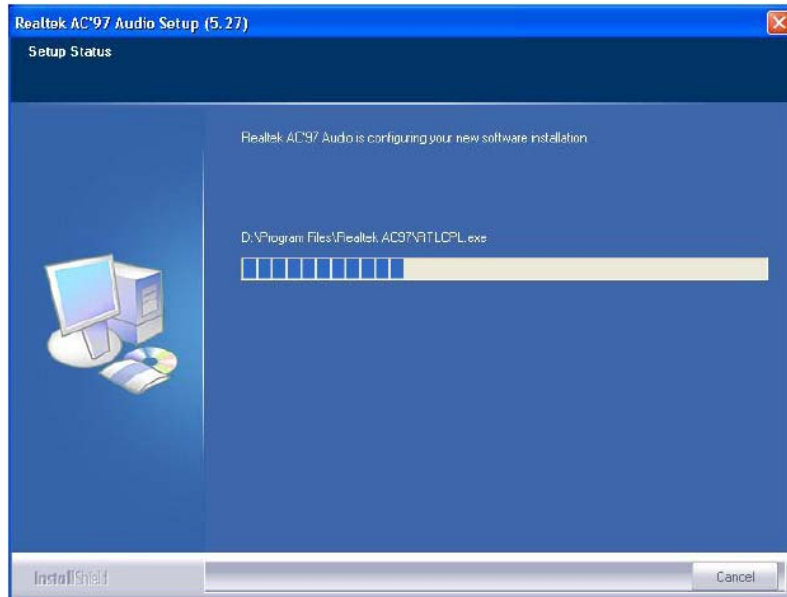 Realtek AC'97 Audio Setup (5.27)
Setup Status
Realtek AC'97 Audio is configuring your new software installation
D:\Program Files\Realtek AC97\RTLCPL.exe
InstallShield
Cancel